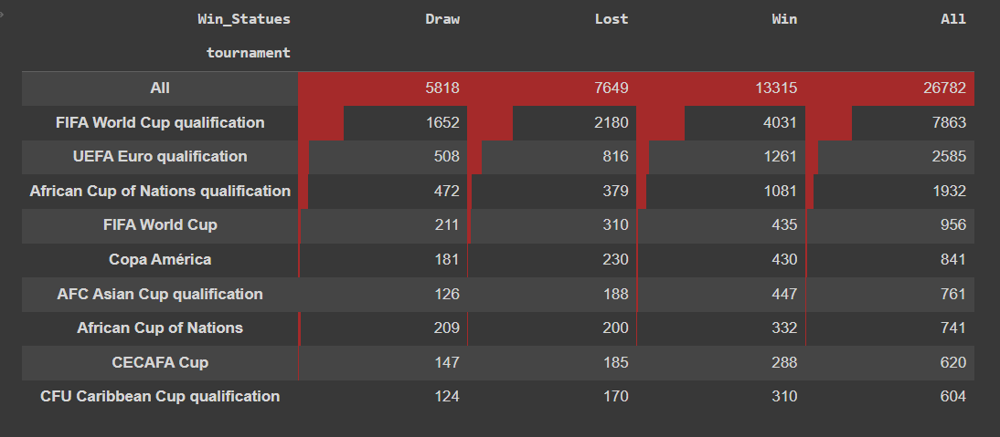 Win_Statues Draw Lost Win All
tournament
All 5818 7649 13315 26782
FIFA World Cup qualification 1652 2180 4031 7863
UEFA Euro qualification 508 816 1261 2585
African Cup of Nations qualification 472 379 1081 1932
FIFA World Cup 211 310 435 956
Copa América 181 230 430 841
AFC Asian Cup qualification 126 188 447 761
African Cup of Nations 209 200 332 741
CECAFA Cup 147 185 288 620
CFU Caribbean Cup qualification 124 170 310 604